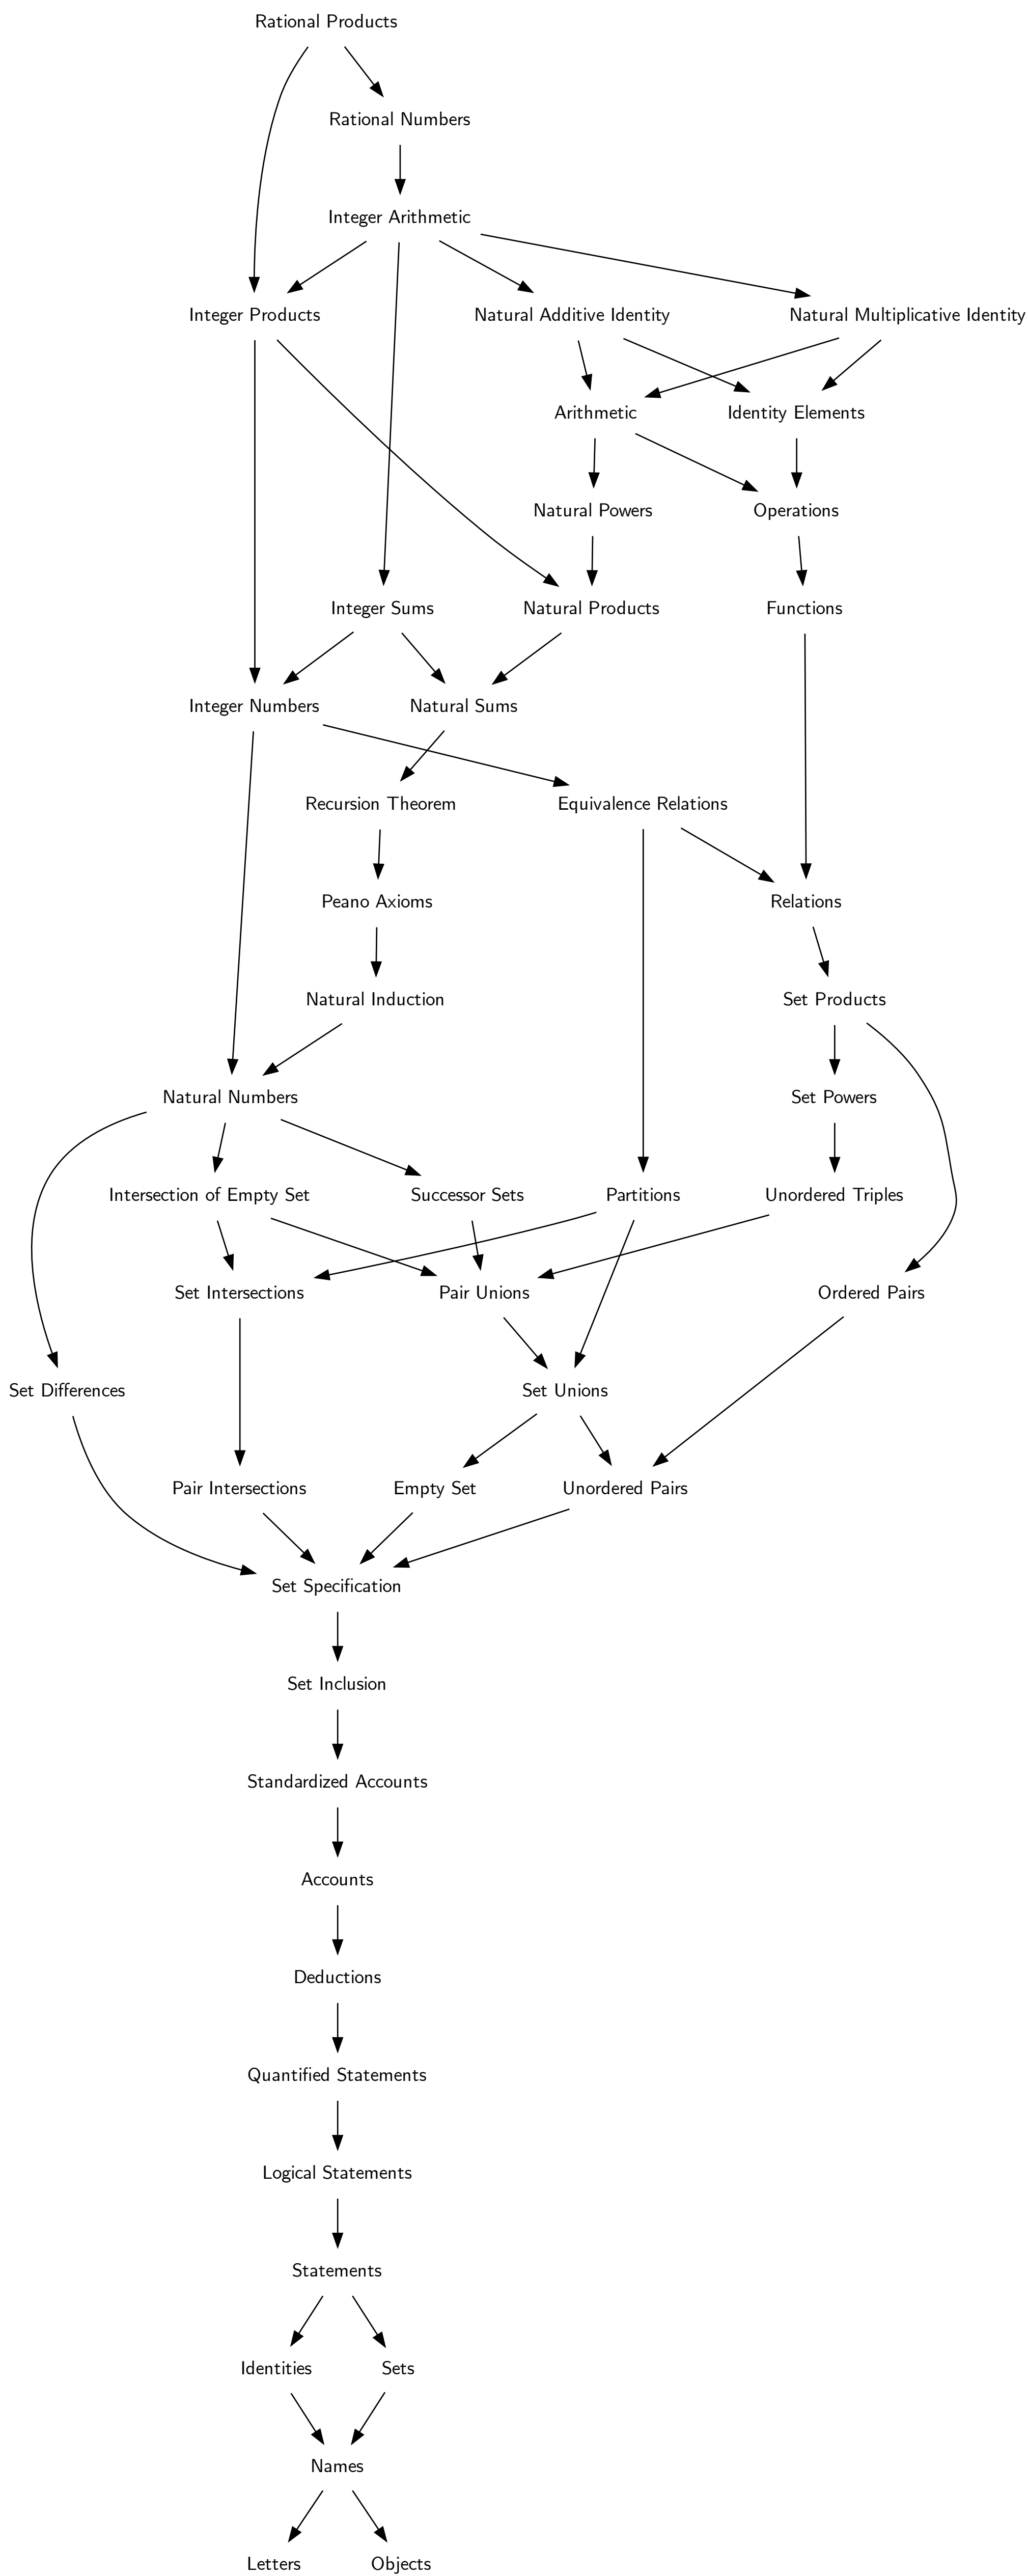 Rational Products
Rational Numbers
Integer Arithmetic
Integer Products
Natural Additive Identity
Natural Multiplicative Identity
Arithmetic
Identity Elements
Natural Powers
Operations
Integer Sums
Natural Products
Functions
Integer Numbers
Natural Sums
Recursion Theorem
Equivalence Relations
Peano Axioms
Relations
Natural Induction
Set Products
Natural Numbers
Set Powers
Intersection of Empty Set
Successor Sets
Partitions
Unordered Triples
Set Intersections
Pair Unions
Ordered Pairs
Set Differences
Set Unions
Pair Intersections
Empty Set
Unordered Pairs
Set Specification
Set Inclusion
Standardized Accounts
Accounts
Deductions
Quantified Statements
Logical Statements
Statements
Identities
Sets
Names
Letters
Objects